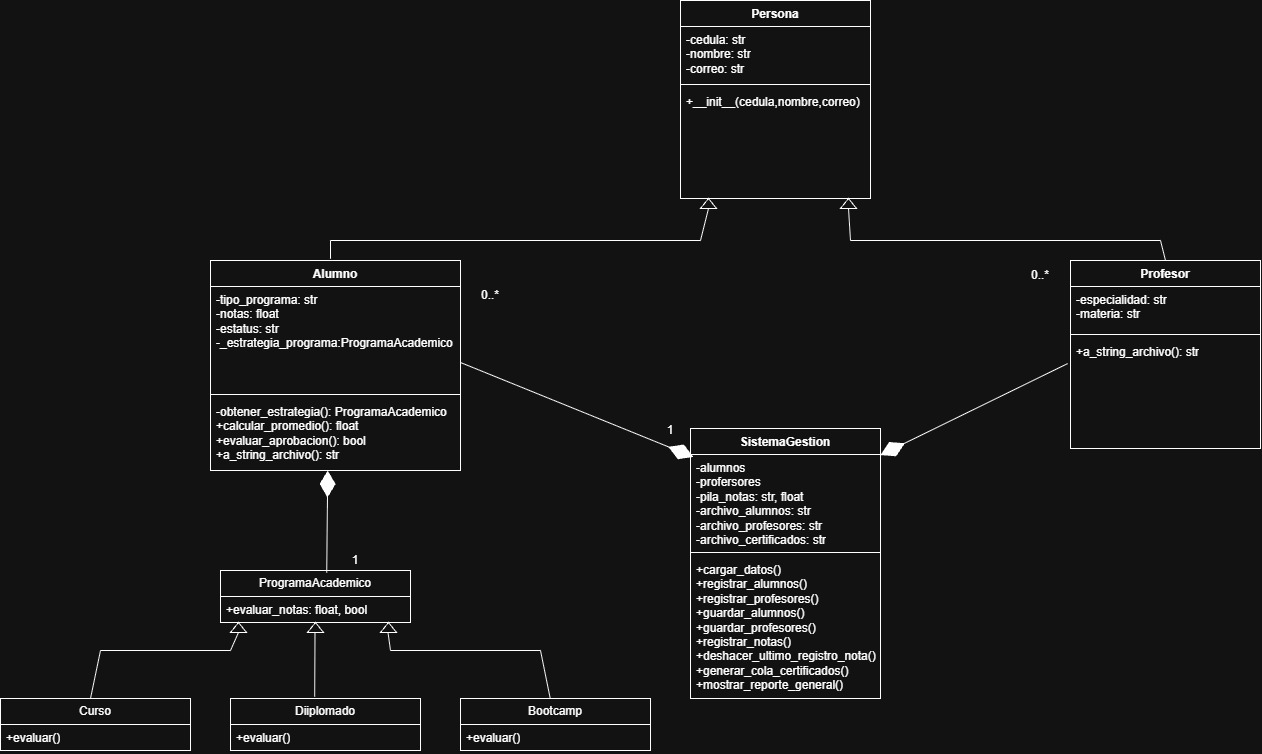 Persona
-cedula: str
-nombre: str
-correo: str
+__init__(cedula,nombre,correo)
Alumno
-tipo_programa: str
-notas: float
-estatus: str
-_estrategia_programa:ProgramaAcademico
-obtener_estrategia(): ProgramaAcademico
+calcular_promedio(): float
+evaluar_aprobacion(): bool
+a_string_archivo(): str
0..*
0..*
Profesor
-especialidad: str
-materia: str
+a_string_archivo(): str
1
SistemaGestion
-alumnos
-profersores
-pila_notas: str, float
-archivo_alumnos: str
-archivo_profesores: str
-archivo_certificados: str
+cargar_datos()
+registrar_alumnos()
+registrar_profesores()
+guardar_alumnos()
+guardar_profesores()
+registrar_notas()
+deshacer_ultimo_registro_nota()
+generar_cola_certificados()
+mostrar_reporte_general()
1
ProgramaAcademico
+evaluar_notas: float, bool
Curso
+evaluar()
Diiplomado
+evaluar()
Bootcamp
+evaluar()